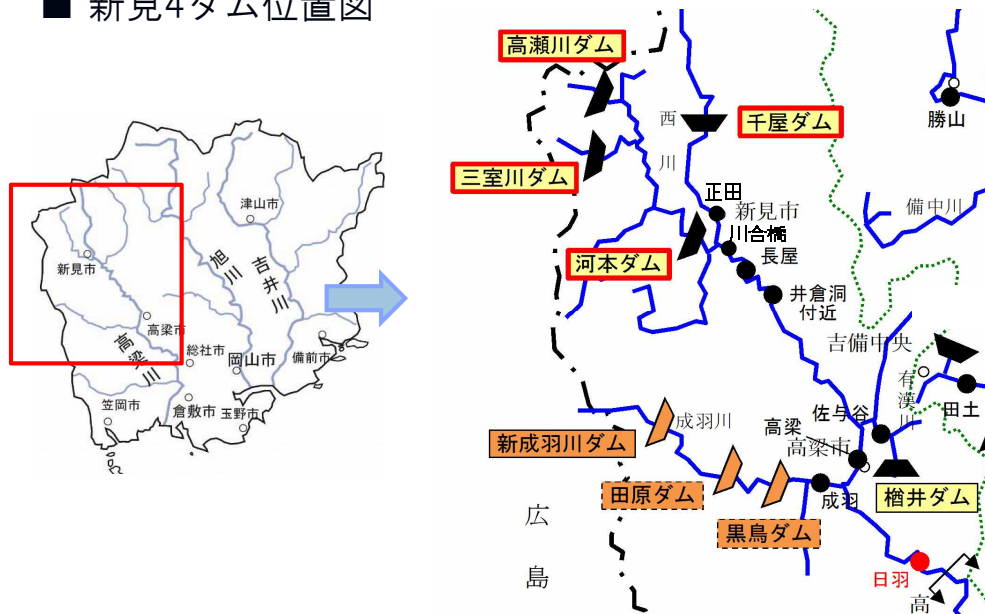 ■ 新見4ダム位置図
津山市
新見市
旭川
吉井川
高梁市
高梁川
総社市
岡山市
備前市
笠岡市
倉敷市
玉野市
高瀬川ダム
西川
千屋ダム
勝山
三室川ダム
正田
新見市
備中川
川合橋
河本ダム
長屋
井倉洞
付近
吉備中央
有漢川
田土
佐与谷
成羽川
高梁
高梁市
新成羽川ダム
田原ダム
成羽
楢井ダム
黒鳥ダム
広島
日羽
高